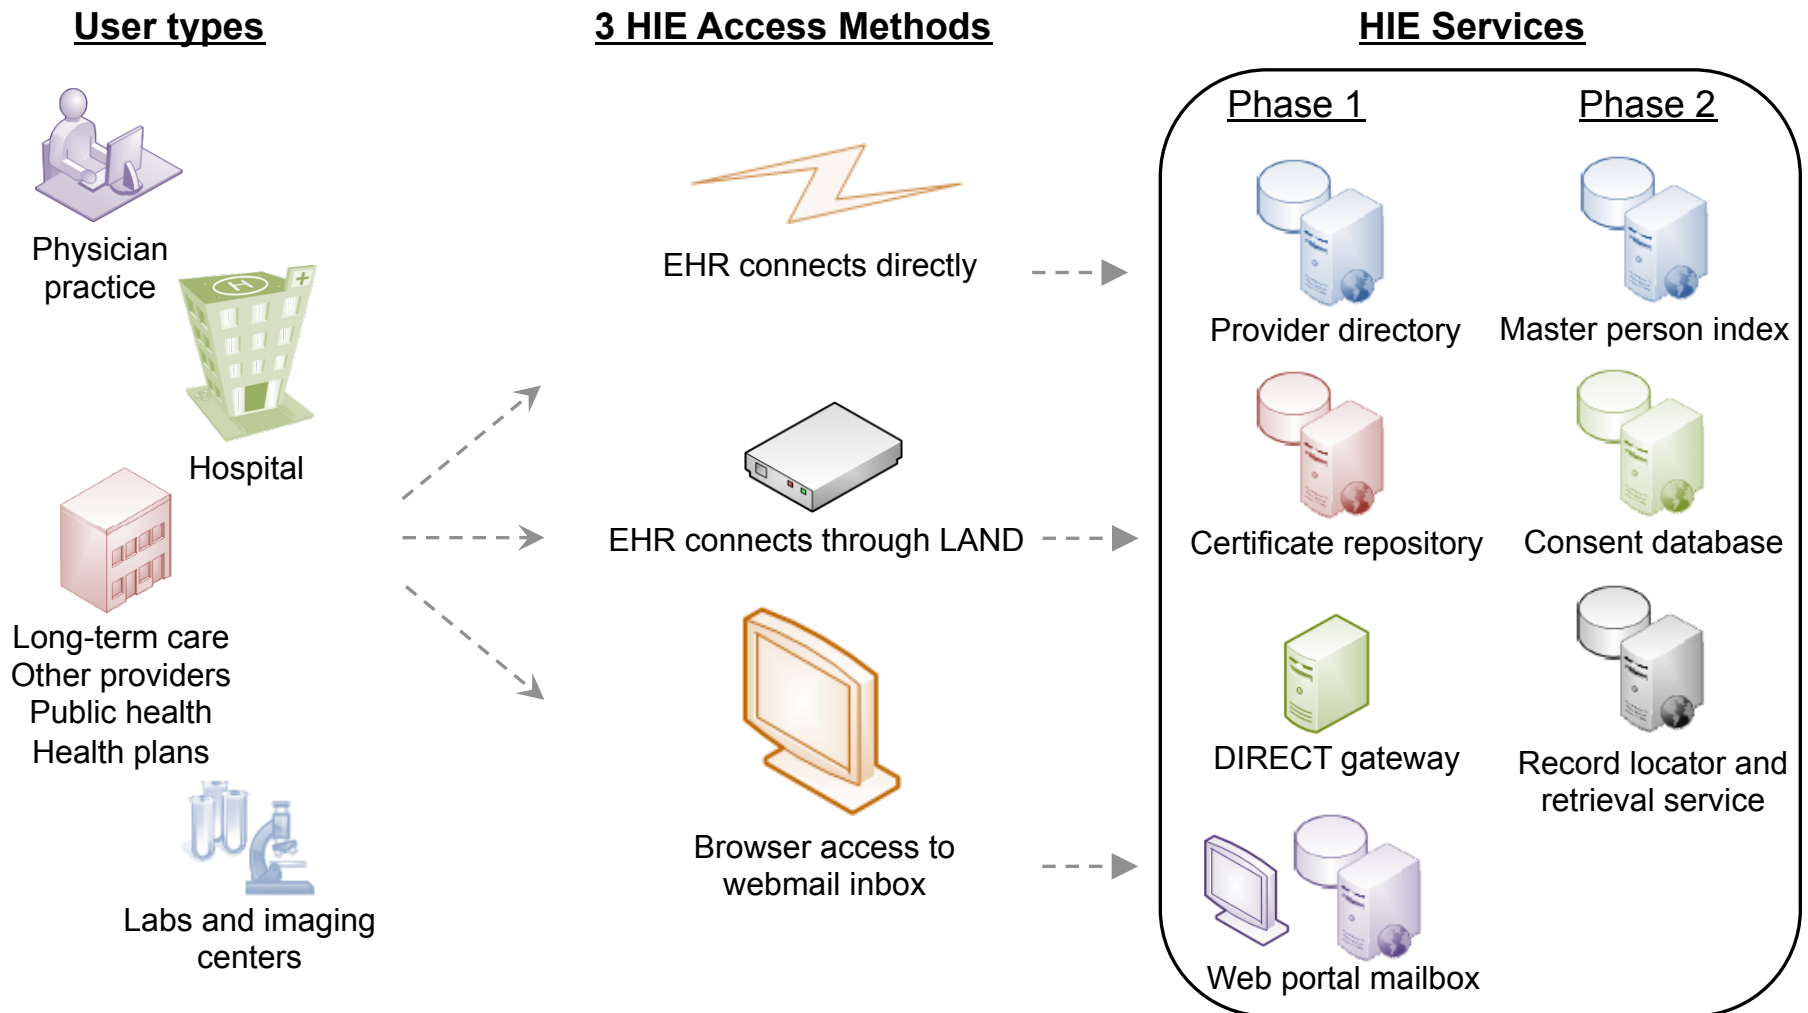 User types
3 HIE Access Methods
HIE Services
Physician
practice
Hospital
Long-term care
Other providers
Public health
Health plans
Labs and imaging
centers
EHR connects directly
EHR connects through LAND
Browser access to
webmail inbox
Phase 1
Provider directory
Certificate repository
DIRECT gateway
Web portal mailbox
Phase 2
Master person index
Consent database
Record locator and
retrieval service
H